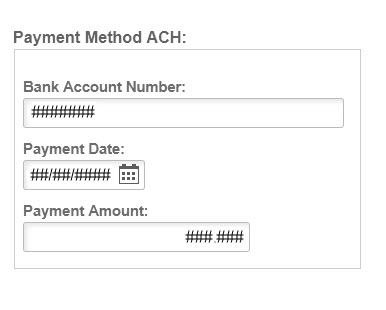 Payment Method ACH:
Bank Account Number:
#######
Payment Date:
##/##/####
Payment Amount:
###.###